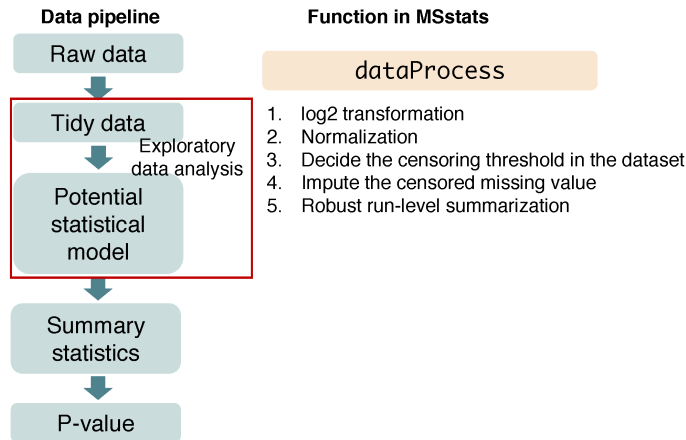 Data pipeline
Raw data
Tidy data
Exploratory
data analysis
Potential
statistical
model
Summary
statistics
P-value
Function in MSstats
dataProcess
1. log2 transformation
2. Normalization
3. Decide the censoring threshold in the dataset
4. Impute the censored missing value
5. Robust run-level summarization